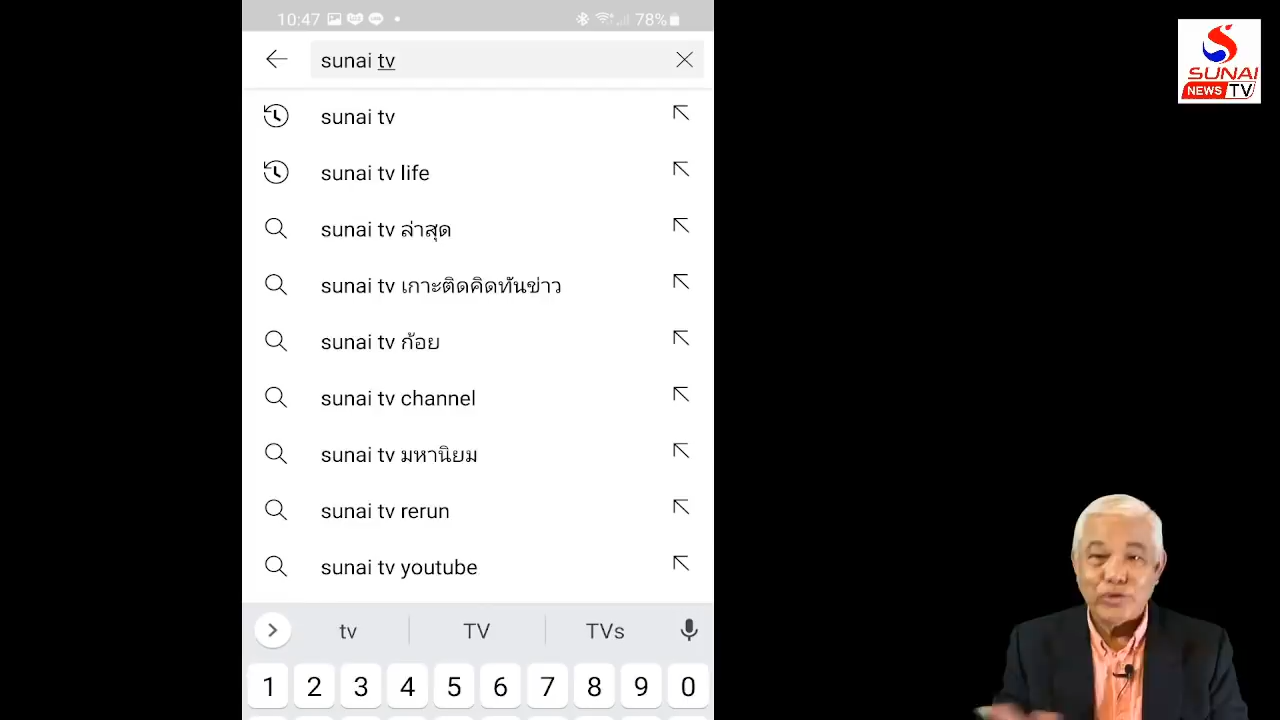 10:47
78%
SUNAI
NEWS TV
sunai tv
sunai tv
sunai tv life
sunai tv ล่าสุด
sunai tv เกาะติดคิดทันข่าว
sunai tv ก้อย
sunai tv channel
sunai tv มหานิยม
sunai tv rerun
sunai tv youtube
tv TV TVs
1 2 3 4 5 6 7 8 9 0